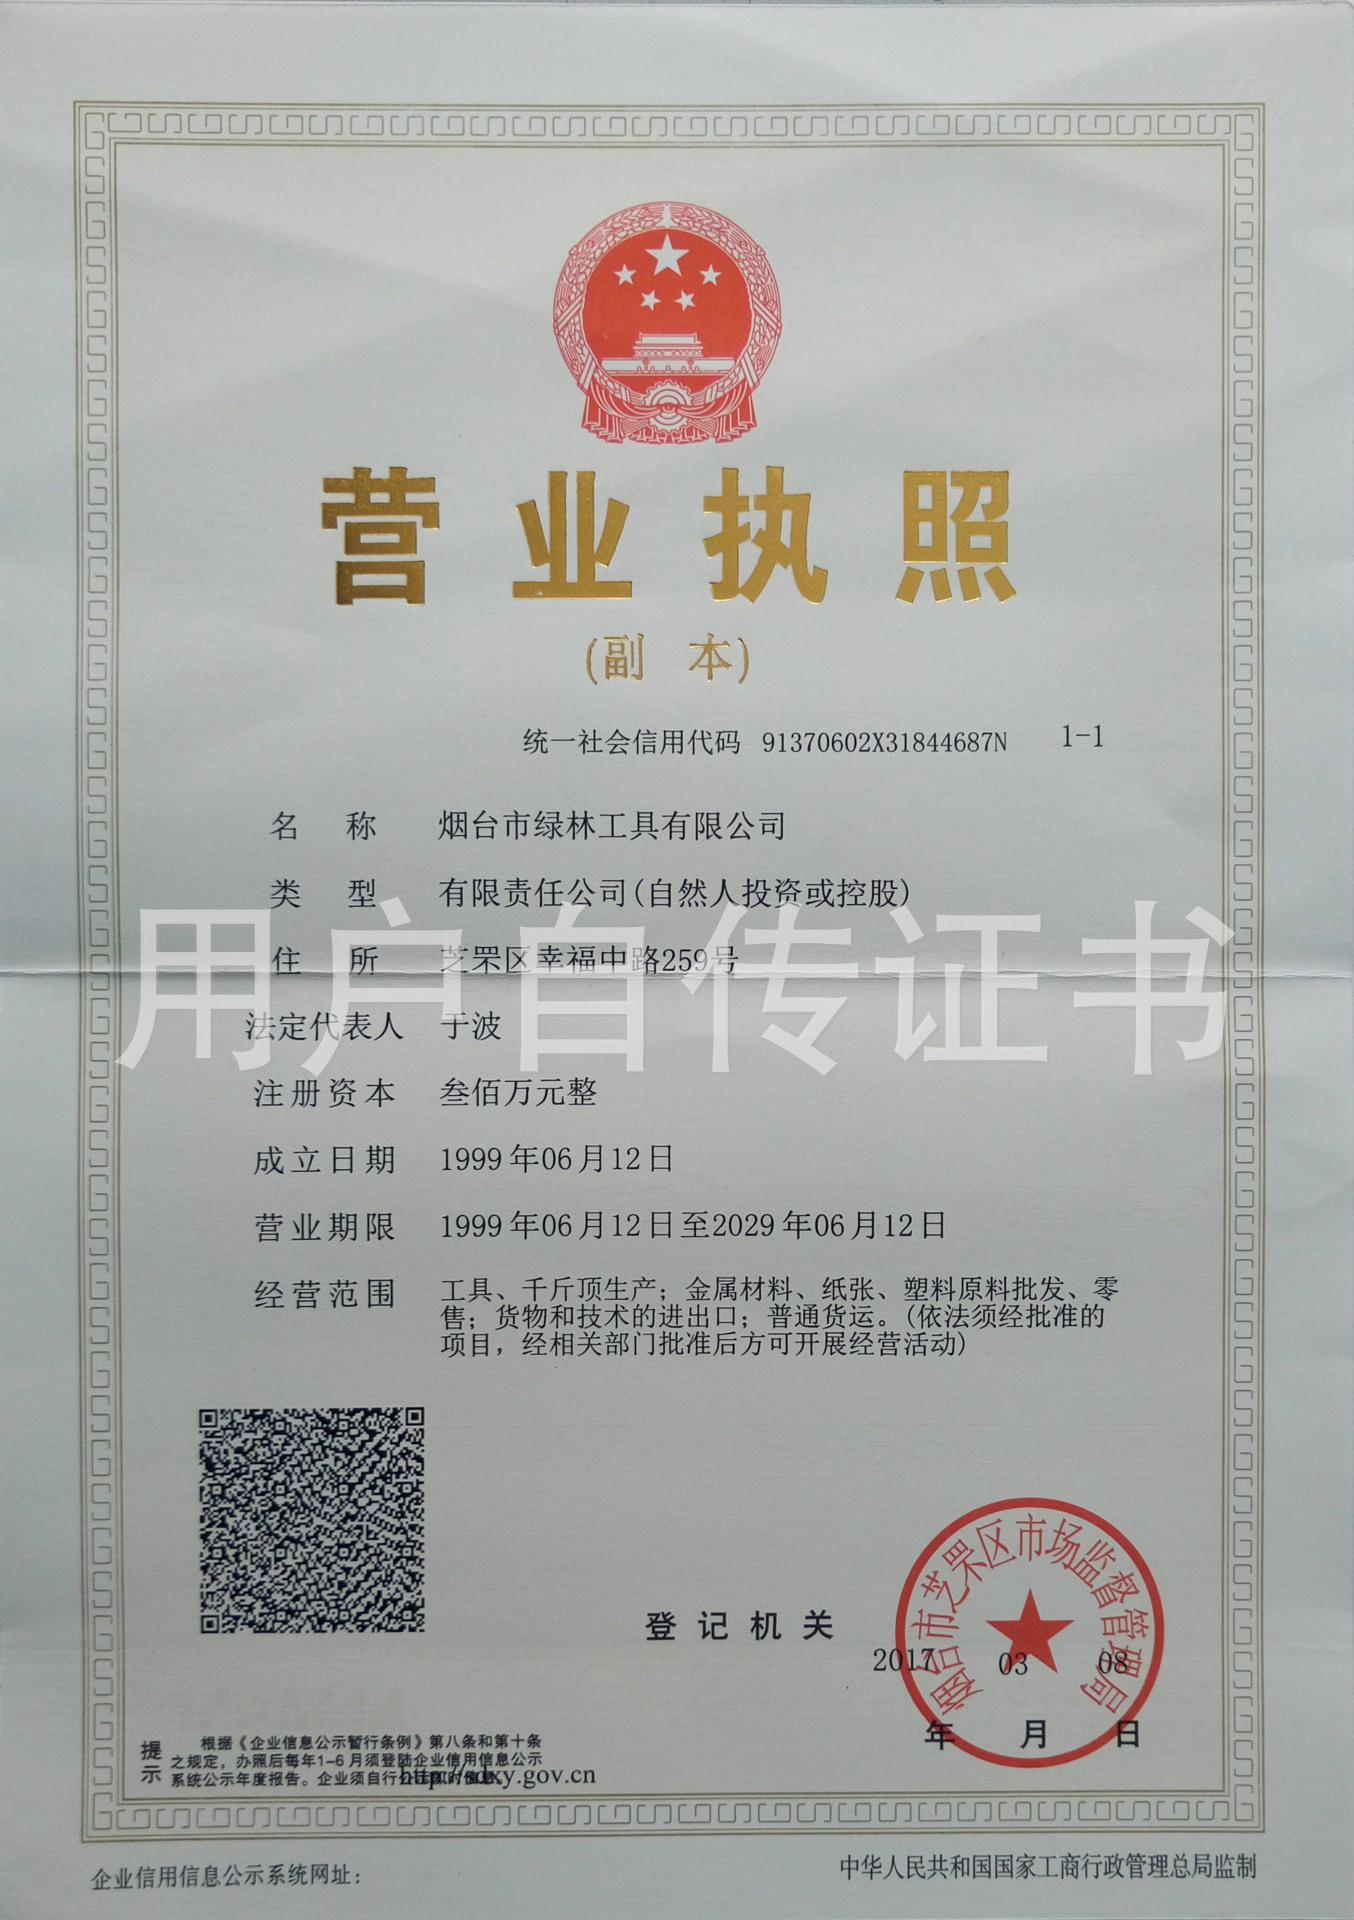 营业执照
(副 本)
统一社会信用代码 91370602X31844687N 1-1
名 称 烟台市绿林工具有限公司
类 型 有限责任公司(自然人投资或控股)
住 所 芝罘区幸福中路259号
用户自传证书
法定代表人 于波
注册资本 叁佰万元整
成立日期 1999年06月12日
营业期限 1999年06月12日至2029年06月12日
经营范围 工具、千斤顶生产；金属材料、纸张、塑料原料批发、零
售；货物和技术的进出口；普通货运。(依法须经批准的
项目，经相关部门批准后方可开展经营活动)
烟台市芝罘区市场监督管理局
登记机关
2017 03 08
年 月 日
提示
根据《企业信息公示暂行条例》第八条和第十条
之规定，办照后每年1-6月须登陆企业信用信息公示
系统公示年度报告。企业须自行
http://sdxy.gov.cn
企业信用信息公示系统网址：
中华人民共和国国家工商行政管理总局监制